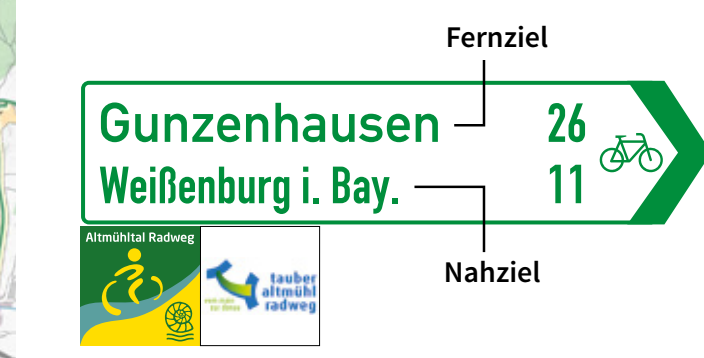 Fernziel
Gunzenhausen 26
Weißenburg i. Bay. 11
Altmühltal Radweg
tauber
altmühl
radweg
Nahziel